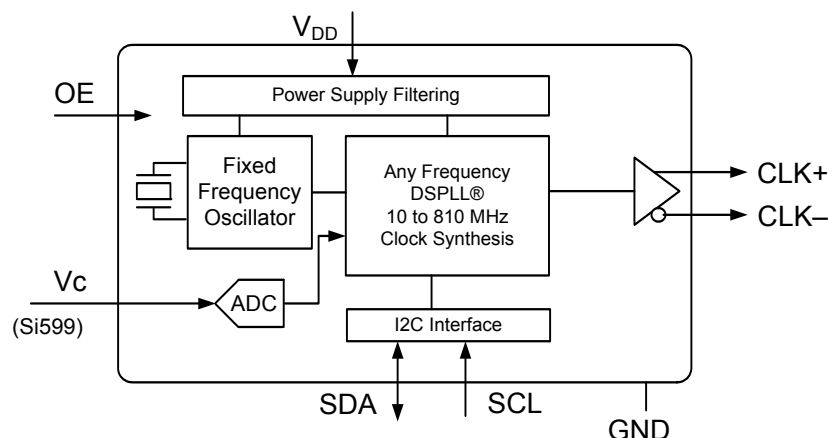 V_DD
Power Supply Filtering
OE
Fixed
Frequency
Oscillator
Any Frequency
DSPLL®
10 to 810 MHz
Clock Synthesis
CLK+
CLK–
Vc
(Si599)
ADC
I2C Interface
SDA
SCL
GND